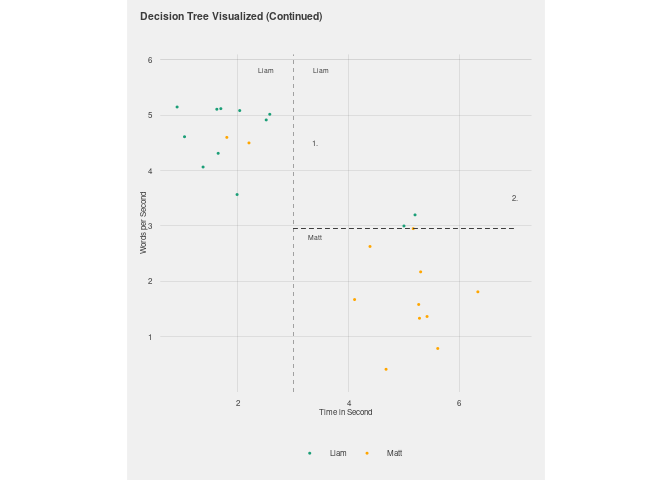 Decision Tree Visualized (Continued)
6
5
4
3
2
1
Words per Second
Liam
Liam
1.
2.
Matt
2
4
6
Time in Second
Liam
Matt